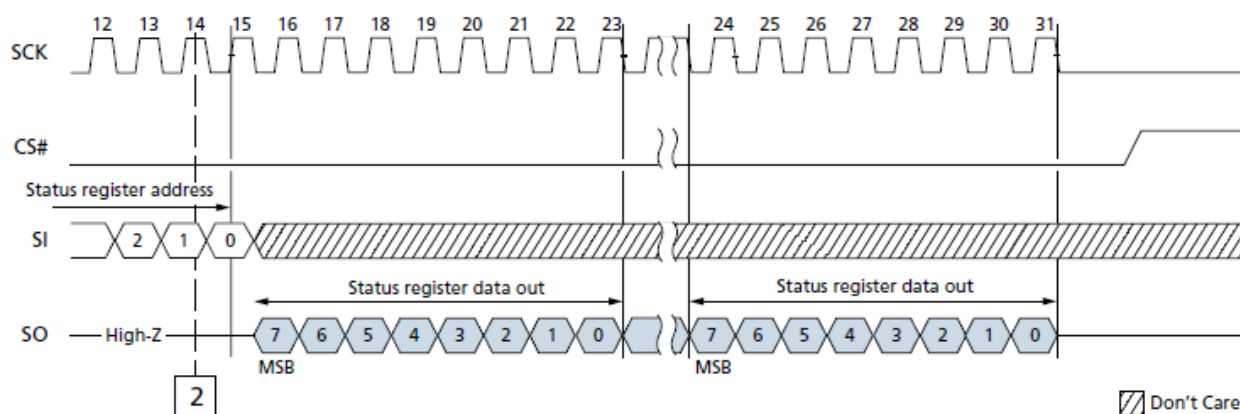 12 13 14 15 16 17 18 19 20 21 22 23 24 25 26 27 28 29 30 31
SCK
CS#
Status register address
SI 2 1 0
Status register data out Status register data out
SO High-Z 7 6 5 4 3 2 1 0 7 6 5 4 3 2 1 0
MSB MSB
2
Don't Care